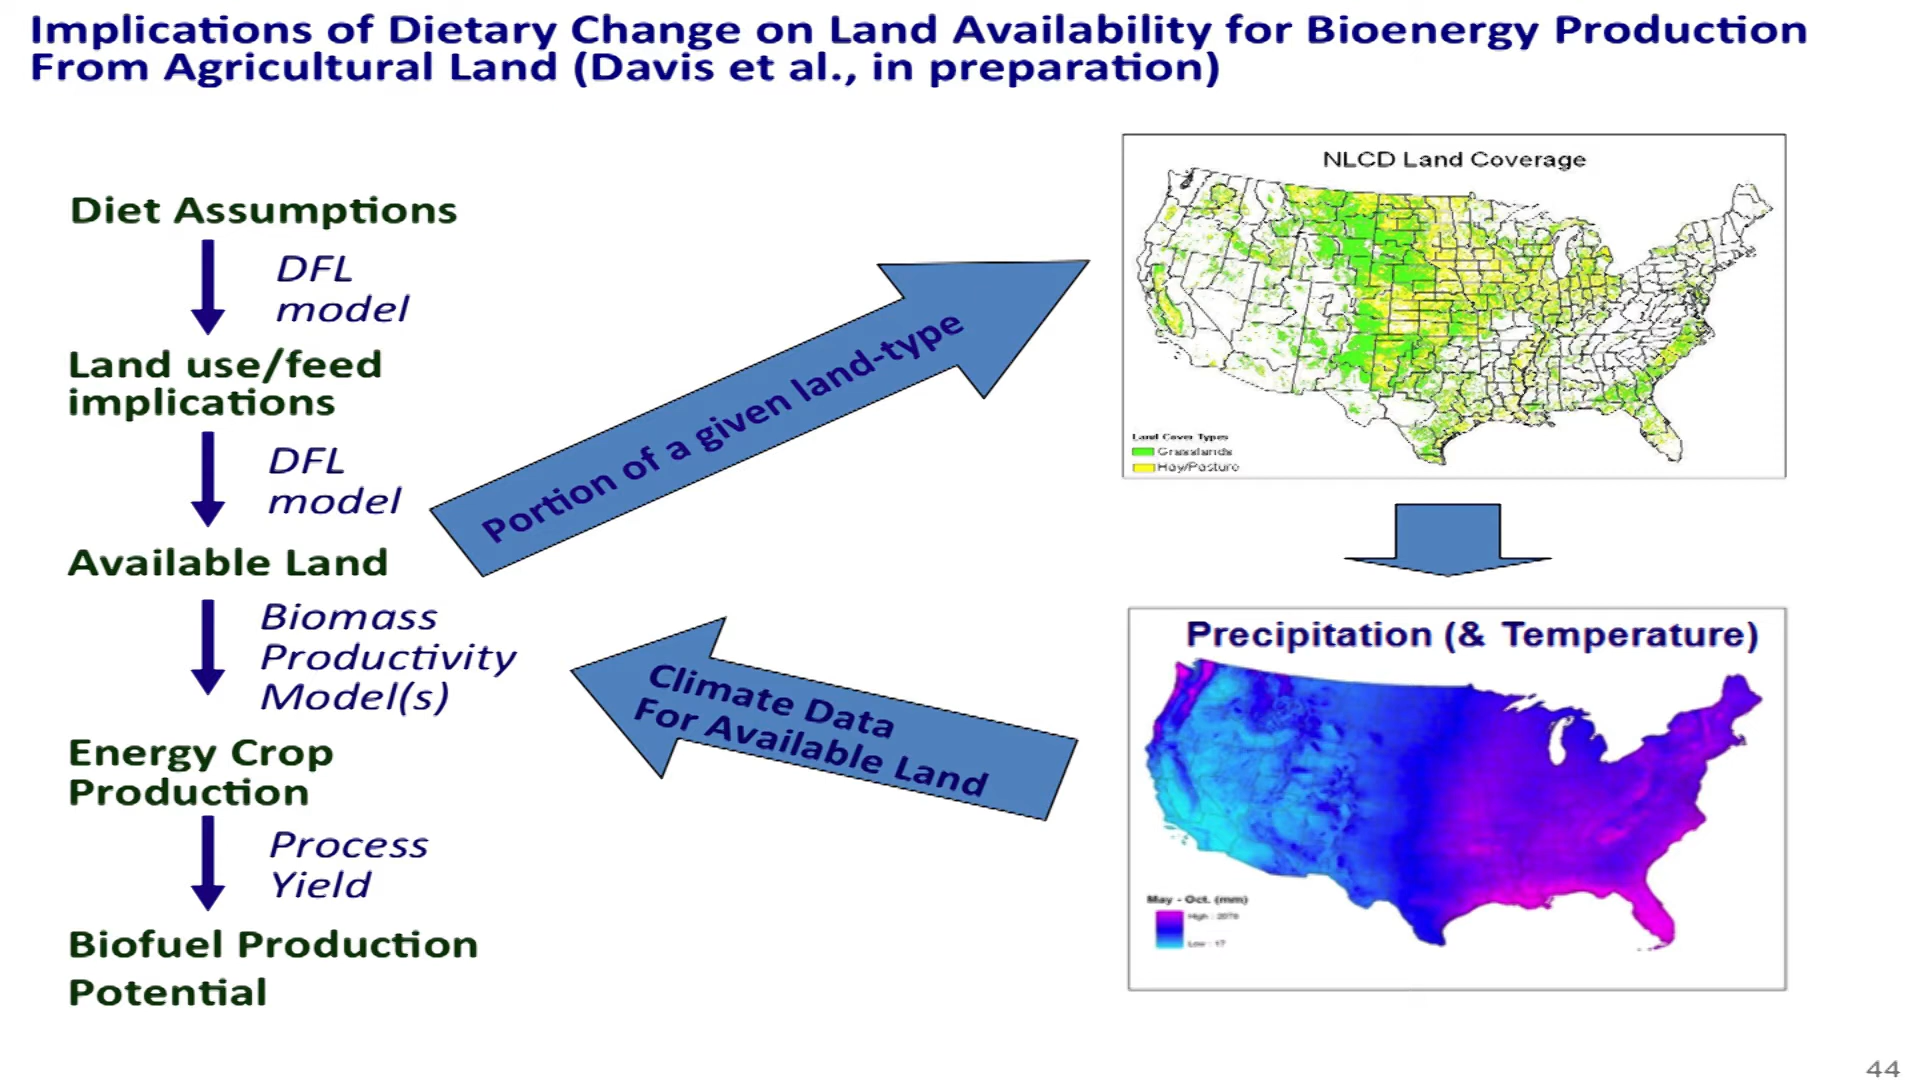 Implications of Dietary Change on Land Availability for Bioenergy Production
From Agricultural Land (Davis et al., in preparation)
Diet Assumptions
DFL
model
Land use/feed
implications
DFL
model
Available Land
Biomass
Productivity
Model(s)
Energy Crop
Production
Process
Yield
Biofuel Production
Potential
Portion of a given land-type
NLCD Land Coverage
Land Cover Types
Grasslands
Hay/Pasture
Precipitation (& Temperature)
May - Oct. (mm)
High :
Low : 17
Climate Data
For Available Land
44